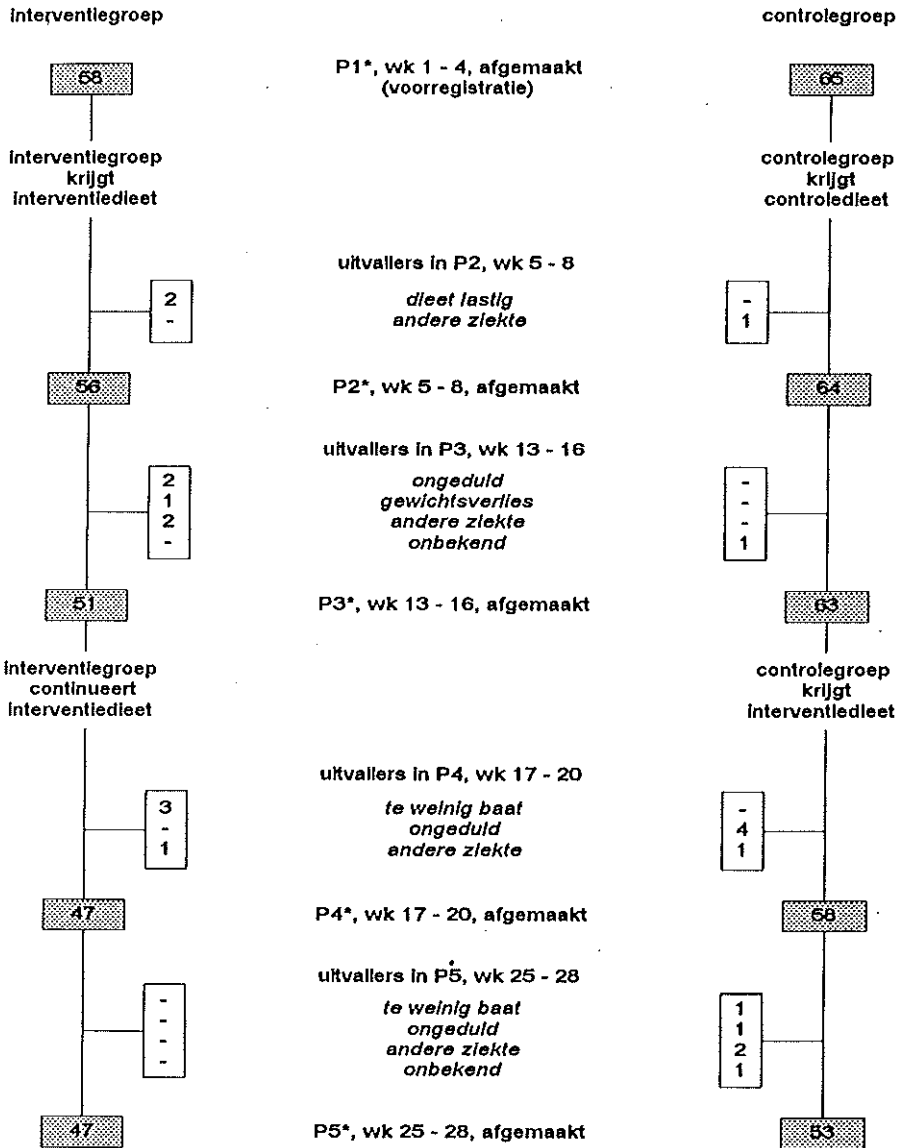 interventiegroep controlegroep
58 P1*, wk 1 - 4, afgemaakt 65
(voorregistratie)
interventiegroep controlegroep
krijgt krijgt
interventiedieet controledieet
uitvallers in P2, wk 5 - 8
2 dieet lastig -
- andere ziekte 1
56 P2*, wk 5 - 8, afgemaakt 64
uitvallers in P3, wk 13 - 16
2 ongeduld -
1 gewichtsverlies -
2 andere ziekte -
- onbekend 1
51 P3*, wk 13 - 16, afgemaakt 63
interventiegroep controlegroep
continueert krijgt
interventiedieet interventiedieet
uitvallers in P4, wk 17 - 20
3 te weinig baat -
- ongeduld 4
1 andere ziekte 1
47 P4*, wk 17 - 20, afgemaakt 58
uitvallers in P5, wk 25 - 28
- te weinig baat 1
- ongeduld 1
- andere ziekte 2
- onbekend 1
47 P5*, wk 25 - 28, afgemaakt 53